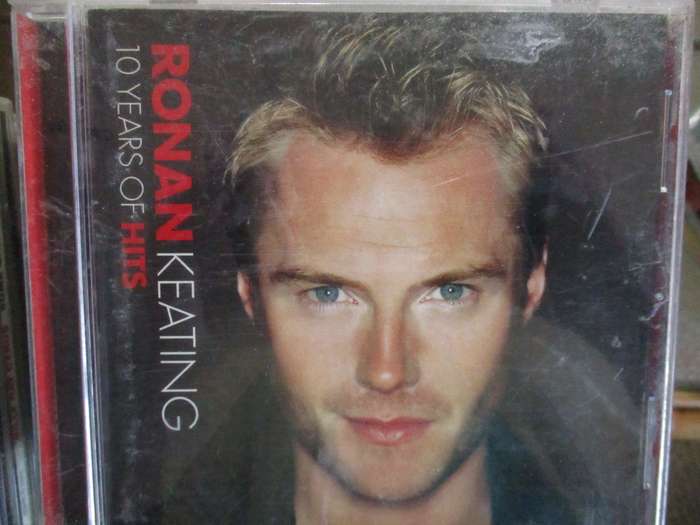 RONAN KEATING
10 YEARS OF HITS